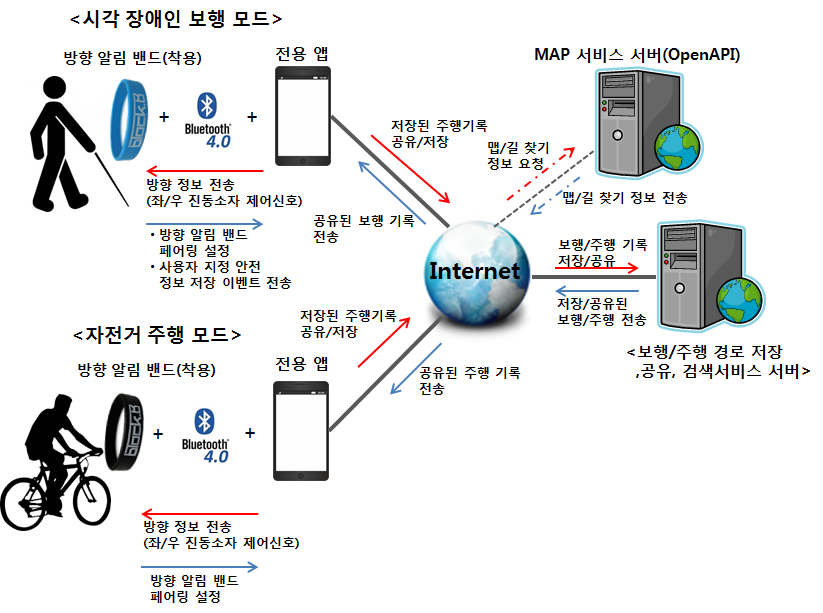 <시각 장애인 보행 모드>
방향 알림 밴드(착용)
전용 앱
+
+
Bluetooth
4.0
방향 정보 전송
(좌/우 진동소자 제어신호)
• 방향 알림 밴드
페어링 설정
• 사용자 지정 안전
정보 저장 이벤트 전송
저장된 주행기록
공유/저장
공유된 보행 기록
전송
MAP 서비스 서버(OpenAPI)
맵/길 찾기
정보 요청
맵/길 찾기 정보 전송
Internet
보행/주행 기록
저장/공유
저장/공유된
보행/주행 전송
<보행/주행 경로 저장
,공유, 검색서비스 서버>
<자전거 주행 모드>
방향 알림 밴드(착용)
전용 앱
저장된 주행기록
공유/저장
공유된 주행 기록
전송
+
+
Bluetooth
4.0
방향 정보 전송
(좌/우 진동소자 제어신호)
방향 알림 밴드
페어링 설정